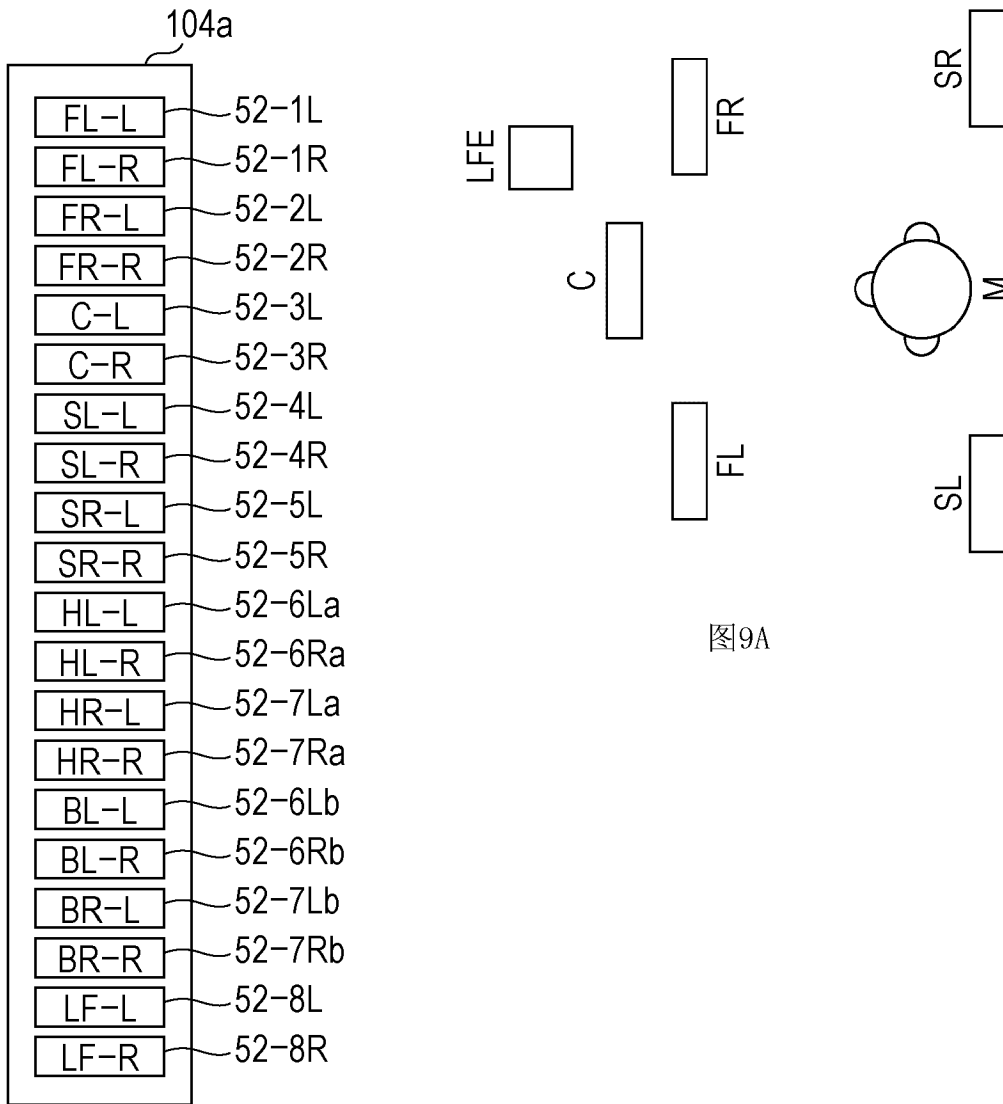 104a
FL-L 52-1L
FL-R 52-1R
FR-L 52-2L
FR-R 52-2R
C-L 52-3L
C-R 52-3R
SL-L 52-4L
SL-R 52-4R
SR-L 52-5L
SR-R 52-5R
HL-L 52-6La
HL-R 52-6Ra
HR-L 52-7La
HR-R 52-7Ra
BL-L 52-6Lb
BL-R 52-6Rb
BR-L 52-7Lb
BR-R 52-7Rb
LF-L 52-8L
LF-R 52-8R
SR
FR
LFE
C
M
FL
SL
图9A